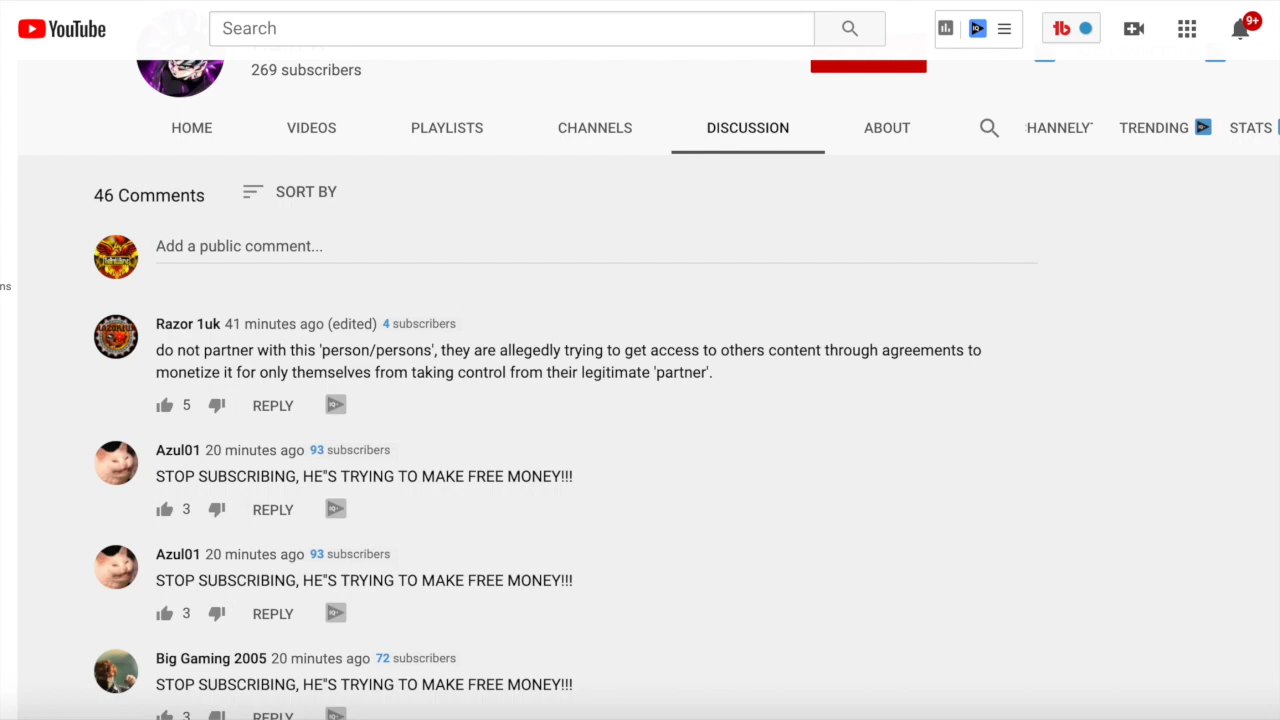 YouTube
Search
9+
269 subscribers
HOME VIDEOS PLAYLISTS CHANNELS DISCUSSION ABOUT HANNELY TRENDING STATS
46 Comments SORT BY
Add a public comment...
ns
Razor 1uk 41 minutes ago (edited) 4 subscribers
do not partner with this 'person/persons', they are allegedly trying to get access to others content through agreements to
monetize it for only themselves from taking control from their legitimate 'partner'.
5 REPLY
Azul01 20 minutes ago 93 subscribers
STOP SUBSCRIBING, HE"S TRYING TO MAKE FREE MONEY!!!
3 REPLY
Azul01 20 minutes ago 93 subscribers
STOP SUBSCRIBING, HE"S TRYING TO MAKE FREE MONEY!!!
3 REPLY
Big Gaming 2005 20 minutes ago 72 subscribers
STOP SUBSCRIBING, HE"S TRYING TO MAKE FREE MONEY!!!
3 REPLY